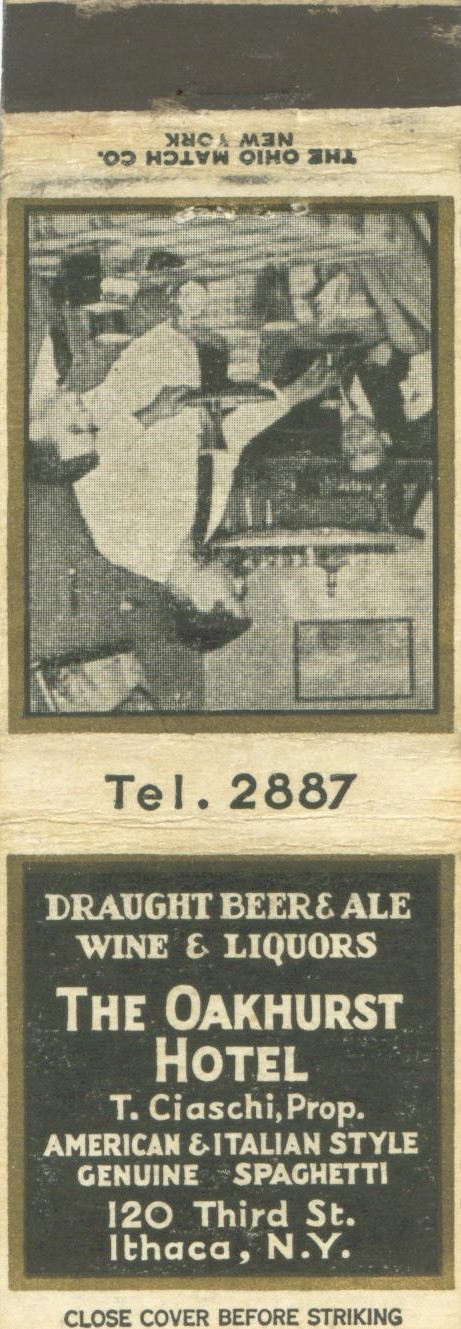 THE OHIO MATCH CO.
NEW YORK
Tel. 2887
DRAUGHT BEER & ALE
WINE & LIQUORS
THE OAKHURST
HOTEL
T. Ciaschi, Prop.
AMERICAN & ITALIAN STYLE
GENUINE SPAGHETTI
120 Third St.
Ithaca, N.Y.
CLOSE COVER BEFORE STRIKING